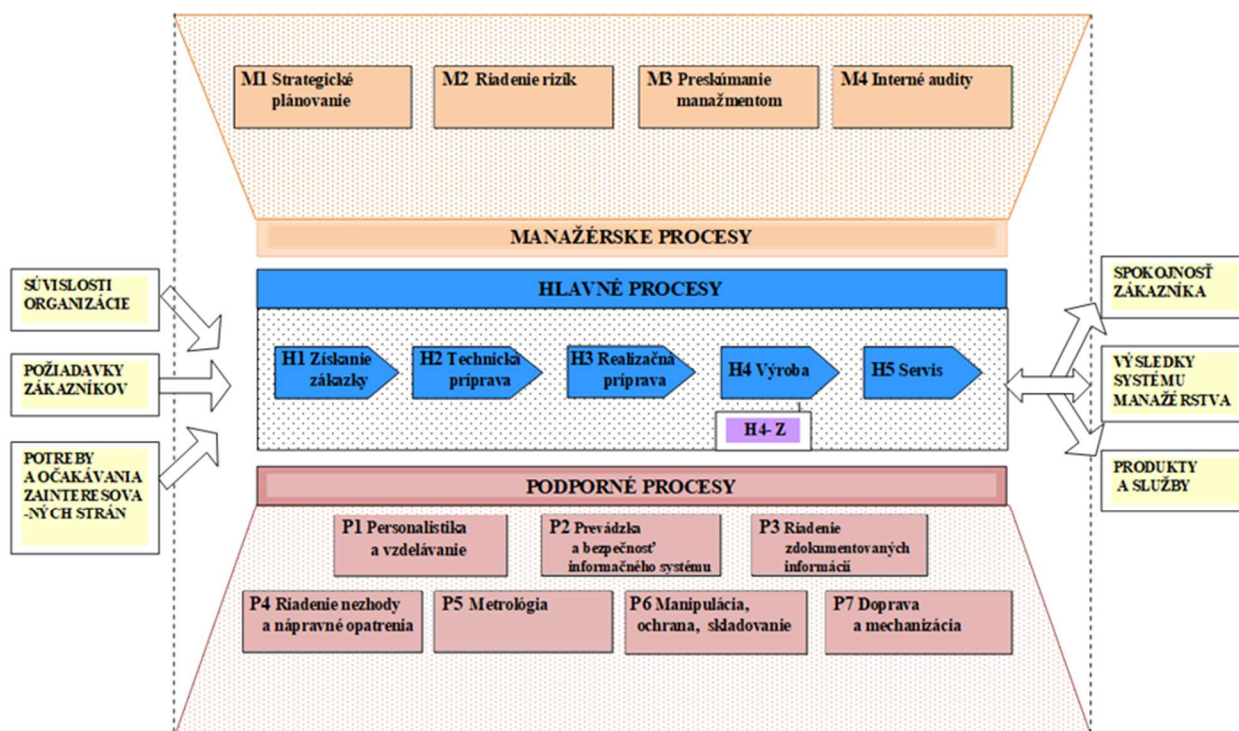 M1 Strategické
plánovanie
M2 Riadenie rizík
M3 Preskúmanie
manažmentom
M4 Interné audity
MANAŽÉRSKE PROCESY
SÚVISLOSTI
ORGANIZÁCIE
POŽIADAVKY
ZÁKAZNÍKOV
POTREBY
A OČAKÁVANIA
ZAINTERESOVA
-NÝCH STRÁN
HLAVNÉ PROCESY
H1 Získanie
zákazky
H2 Technická
príprava
H3 Realizačná
príprava
H4 Výroba
H5 Servis
H4- Z
SPOKOJNOSŤ
ZÁKAZNÍKA
VÝSLEDKY
SYSTÉMU
MANAŽÉRSTVA
PRODUKTY
A SLUŽBY
PODPORNÉ PROCESY
P1 Personalistika
a vzdelávanie
P2 Prevádzka
a bezpečnosť
informačného systému
P3 Riadenie
zdokumentovaných
informácií
P4 Riadenie nezhody
a nápravné opatrenia
P5 Metrológia
P6 Manipulácia,
ochrana, skladovanie
P7 Doprava
a mechanizácia